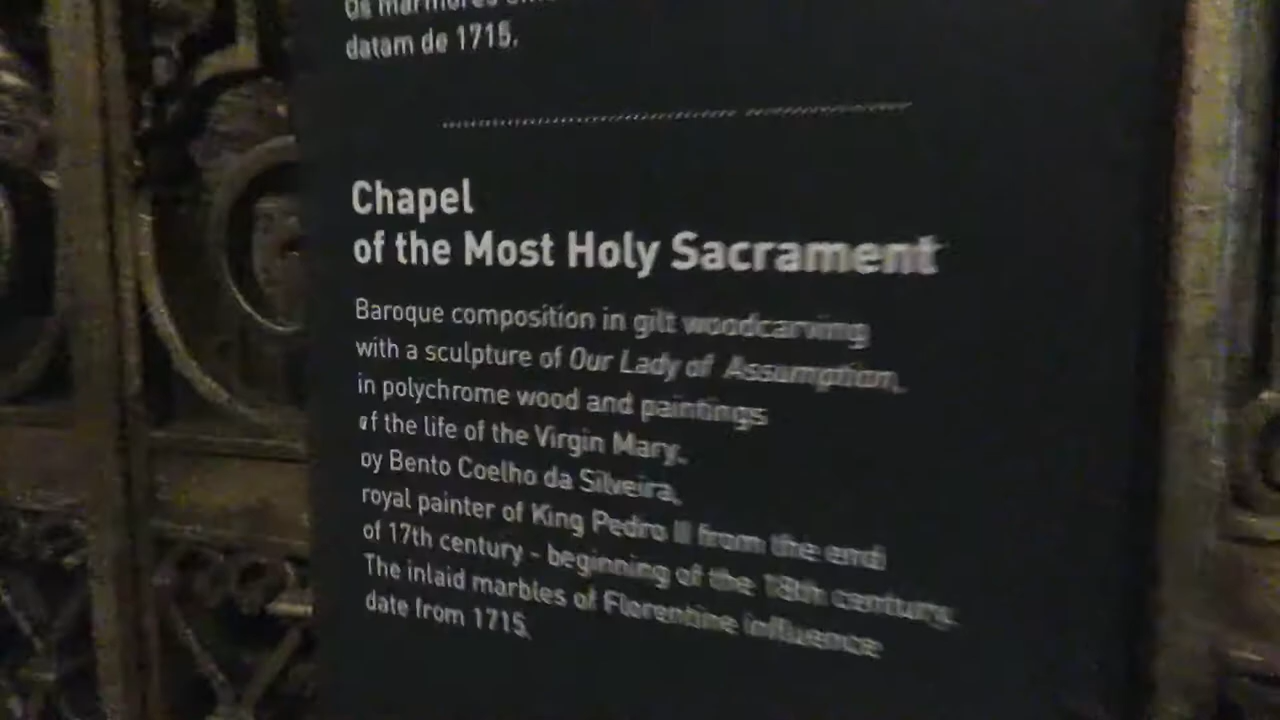 Os mármores
datam de 1715.
Chapel
of the Most Holy Sacrament
Baroque composition in gilt woodcarving
with a sculpture of Our Lady of Assumption,
in polychrome wood and paintings
of the life of the Virgin Mary,
by Bento Coelho da Silveira,
royal painter of King Pedro II from the end
of 17th century - beginning of the 18th century.
The inlaid marbles of Florentine influence
date from 1715.